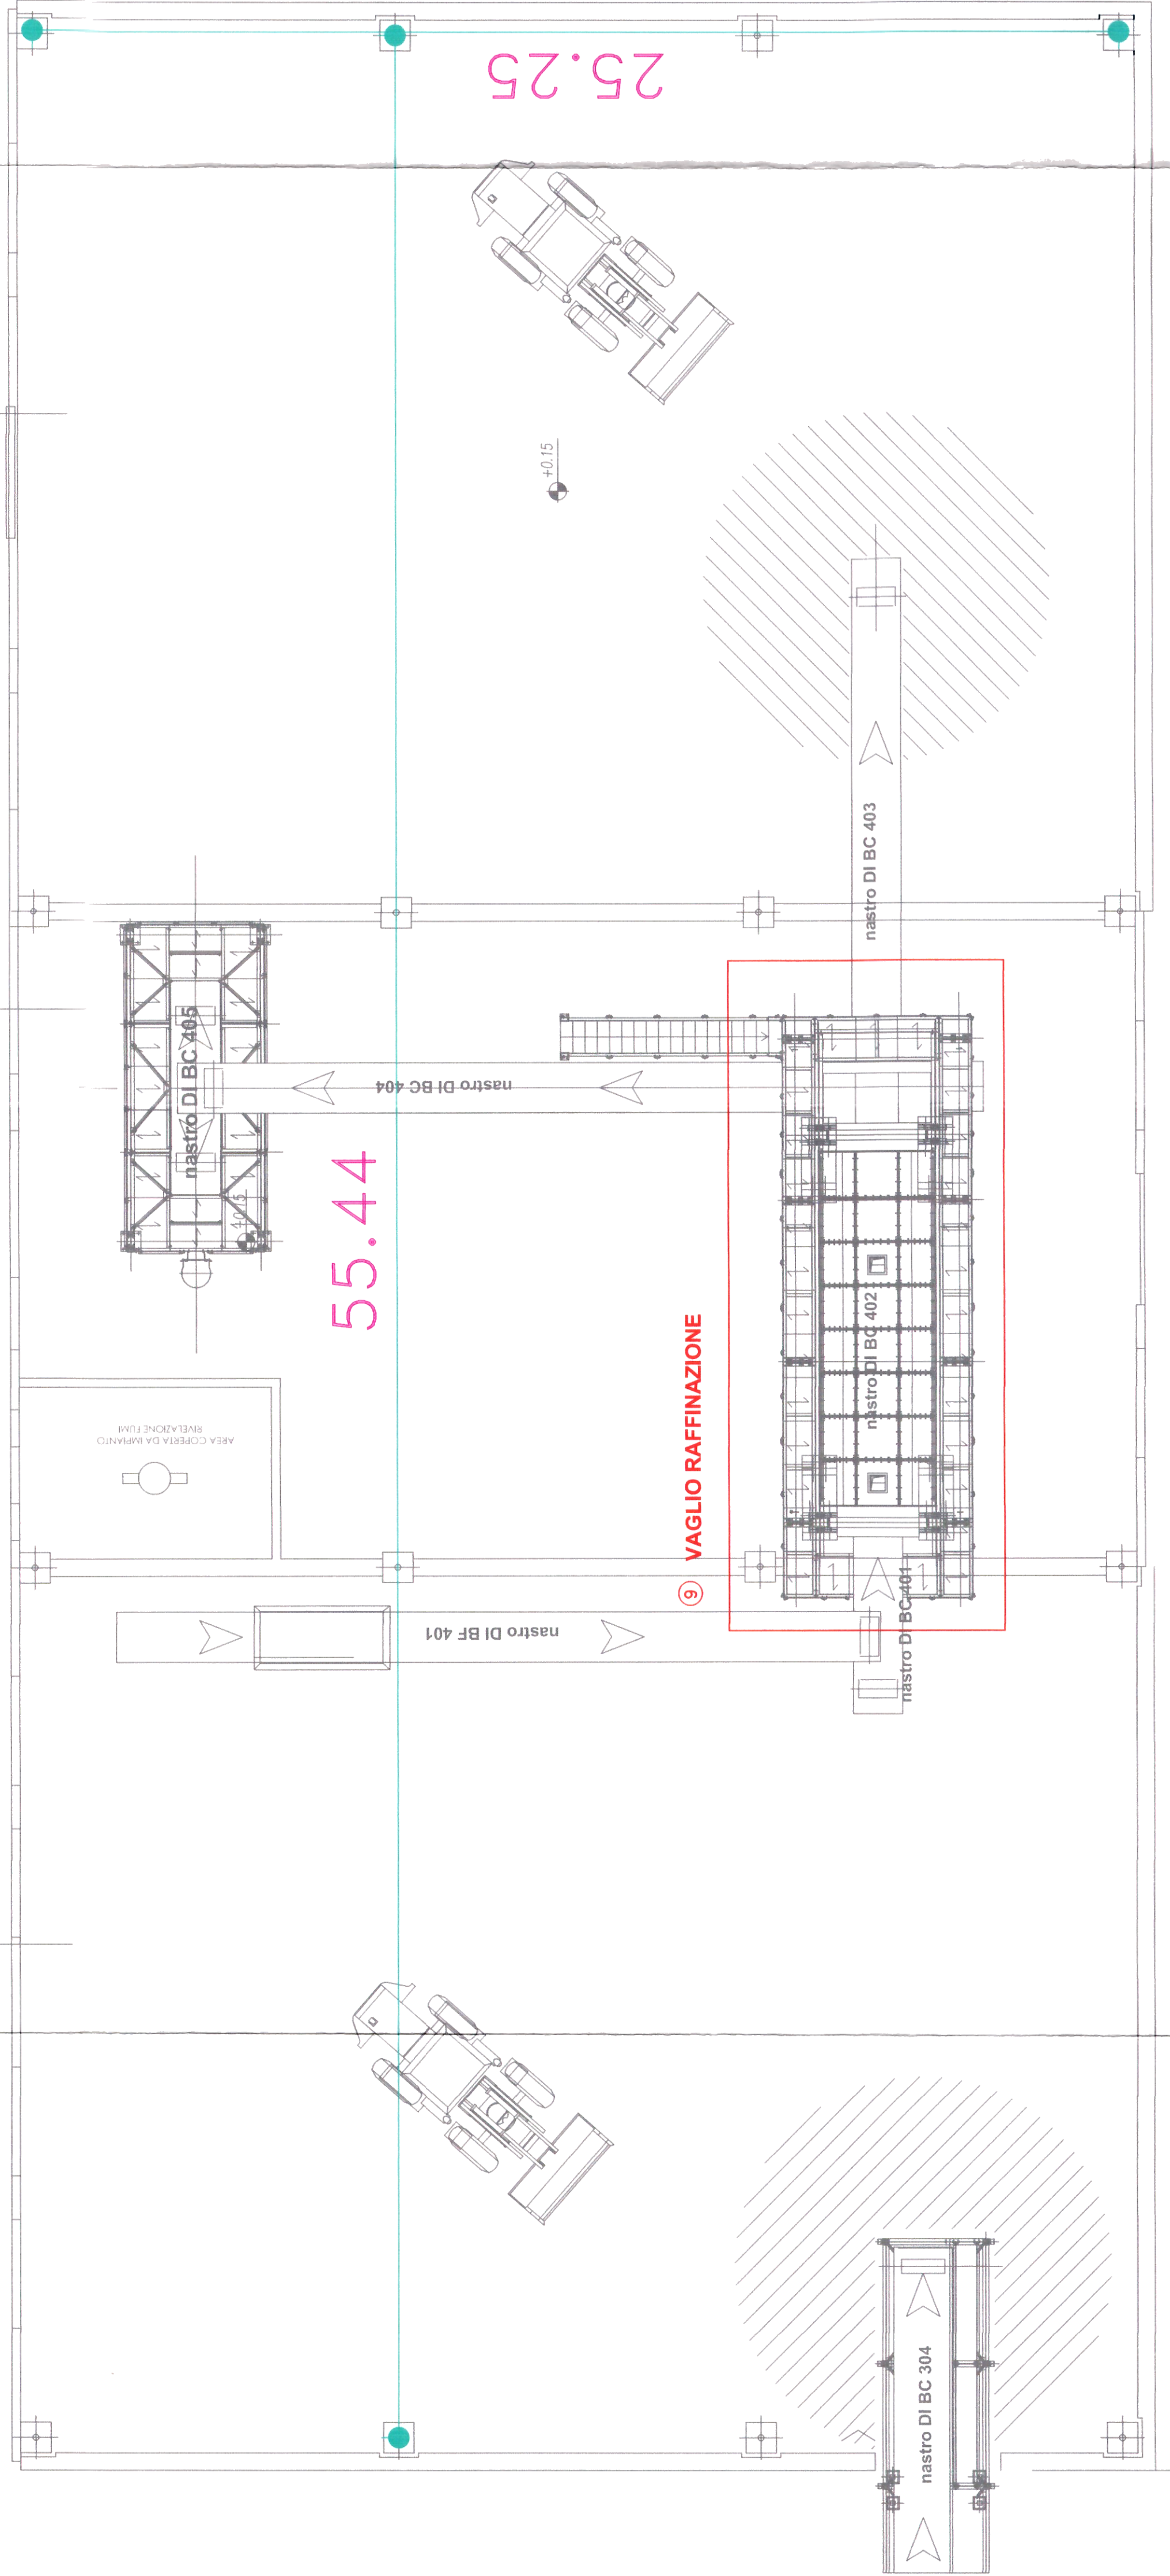 25.25
+0.15
nastro DI BC 403
nastro DI BC 405
nastro DI BC 404
+0.15
55.44
nastro DI BC 402
9 VAGLIO RAFFINAZIONE
AREA COPERTA DA IMPIANTO
RIVELAZIONE FUMI
nastro DI BC 401
nastro DI BF 401
nastro DI BC 304